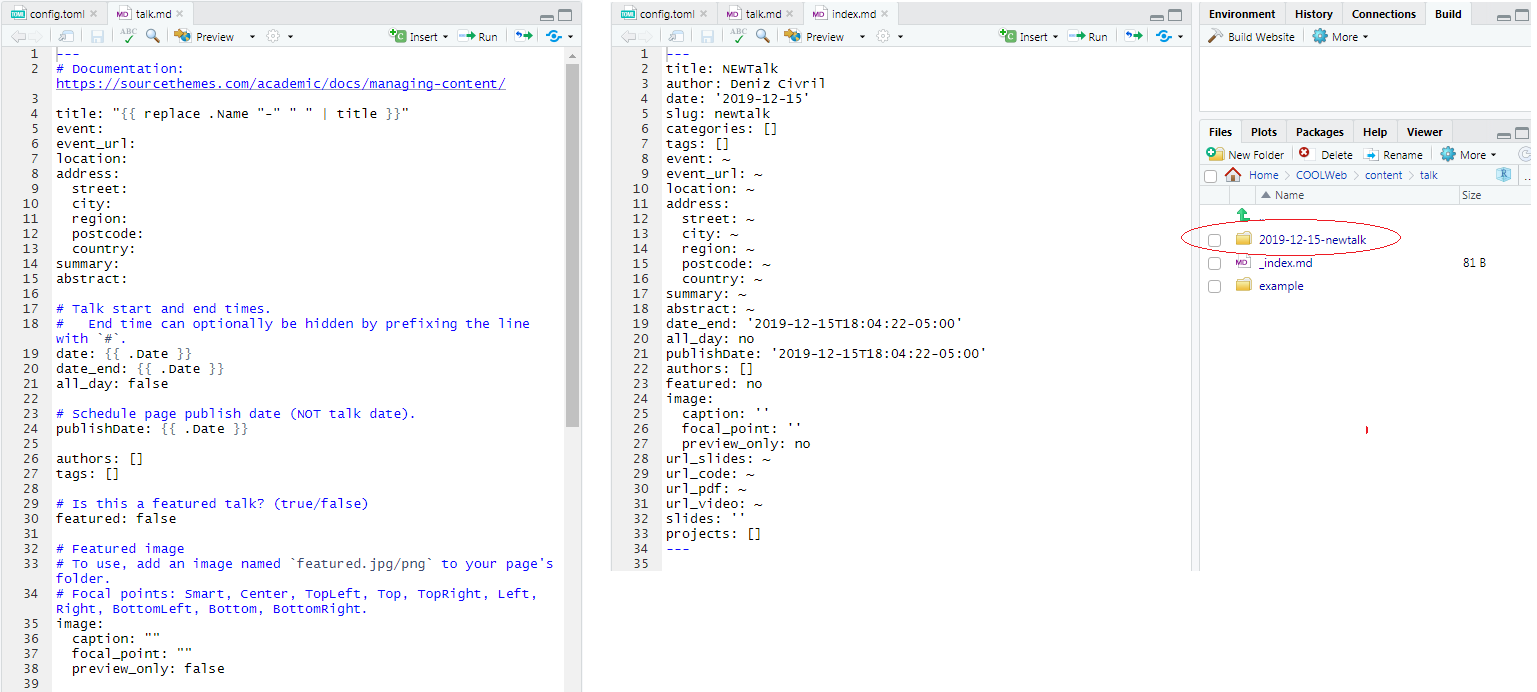 config.toml × talk.md ×
Preview Insert Run
1 ---
2 # Documentation:
https://sourcethemes.com/academic/docs/managing-content/
3
4 title: "{{ replace .Name "-" " " | title }}"
5 event:
6 event_url:
7 location:
8 address:
9 street:
10 city:
11 region:
12 postcode:
13 country:
14 summary:
15 abstract:
16
17 # Talk start and end times.
18 #   End time can optionally be hidden by prefixing the line
with `#`.
19 date: {{ .Date }}
20 date_end: {{ .Date }}
21 all_day: false
22
23 # Schedule page publish date (NOT talk date).
24 publishDate: {{ .Date }}
25
26 authors: []
27 tags: []
28
29 # Is this a featured talk? (true/false)
30 featured: false
31
32 # Featured image
33 # To use, add an image named `featured.jpg/png` to your page's
folder.
34 # Focal points: Smart, Center, TopLeft, Top, TopRight, Left,
Right, BottomLeft, Bottom, BottomRight.
35 image:
36 caption: ""
37 focal_point: ""
38 preview_only: false
39
config.toml × talk.md × index.md ×
Preview Insert Run
1 ---
2 title: NEWTalk
3 author: Deniz Civril
4 date: '2019-12-15'
5 slug: newtalk
6 categories: []
7 tags: []
8 event: ~
9 event_url: ~
10 location: ~
11 address:
12 street: ~
13 city: ~
14 region: ~
15 postcode: ~
16 country: ~
17 summary: ~
18 abstract: ~
19 date_end: '2019-12-15T18:04:22-05:00'
20 all_day: no
21 publishDate: '2019-12-15T18:04:22-05:00'
22 authors: []
23 featured: no
24 image:
25 caption: ''
26 focal_point: ''
27 preview_only: no
28 url_slides: ~
29 url_code: ~
30 url_pdf: ~
31 url_video: ~
32 slides: ''
33 projects: []
34 ---
35
Environment History Connections Build
Build Website More
Files Plots Packages Help Viewer
New Folder Delete Rename More
Home COOLWeb content talk
Name Size
..
2019-12-15-newtalk
_index.md 81 B
example